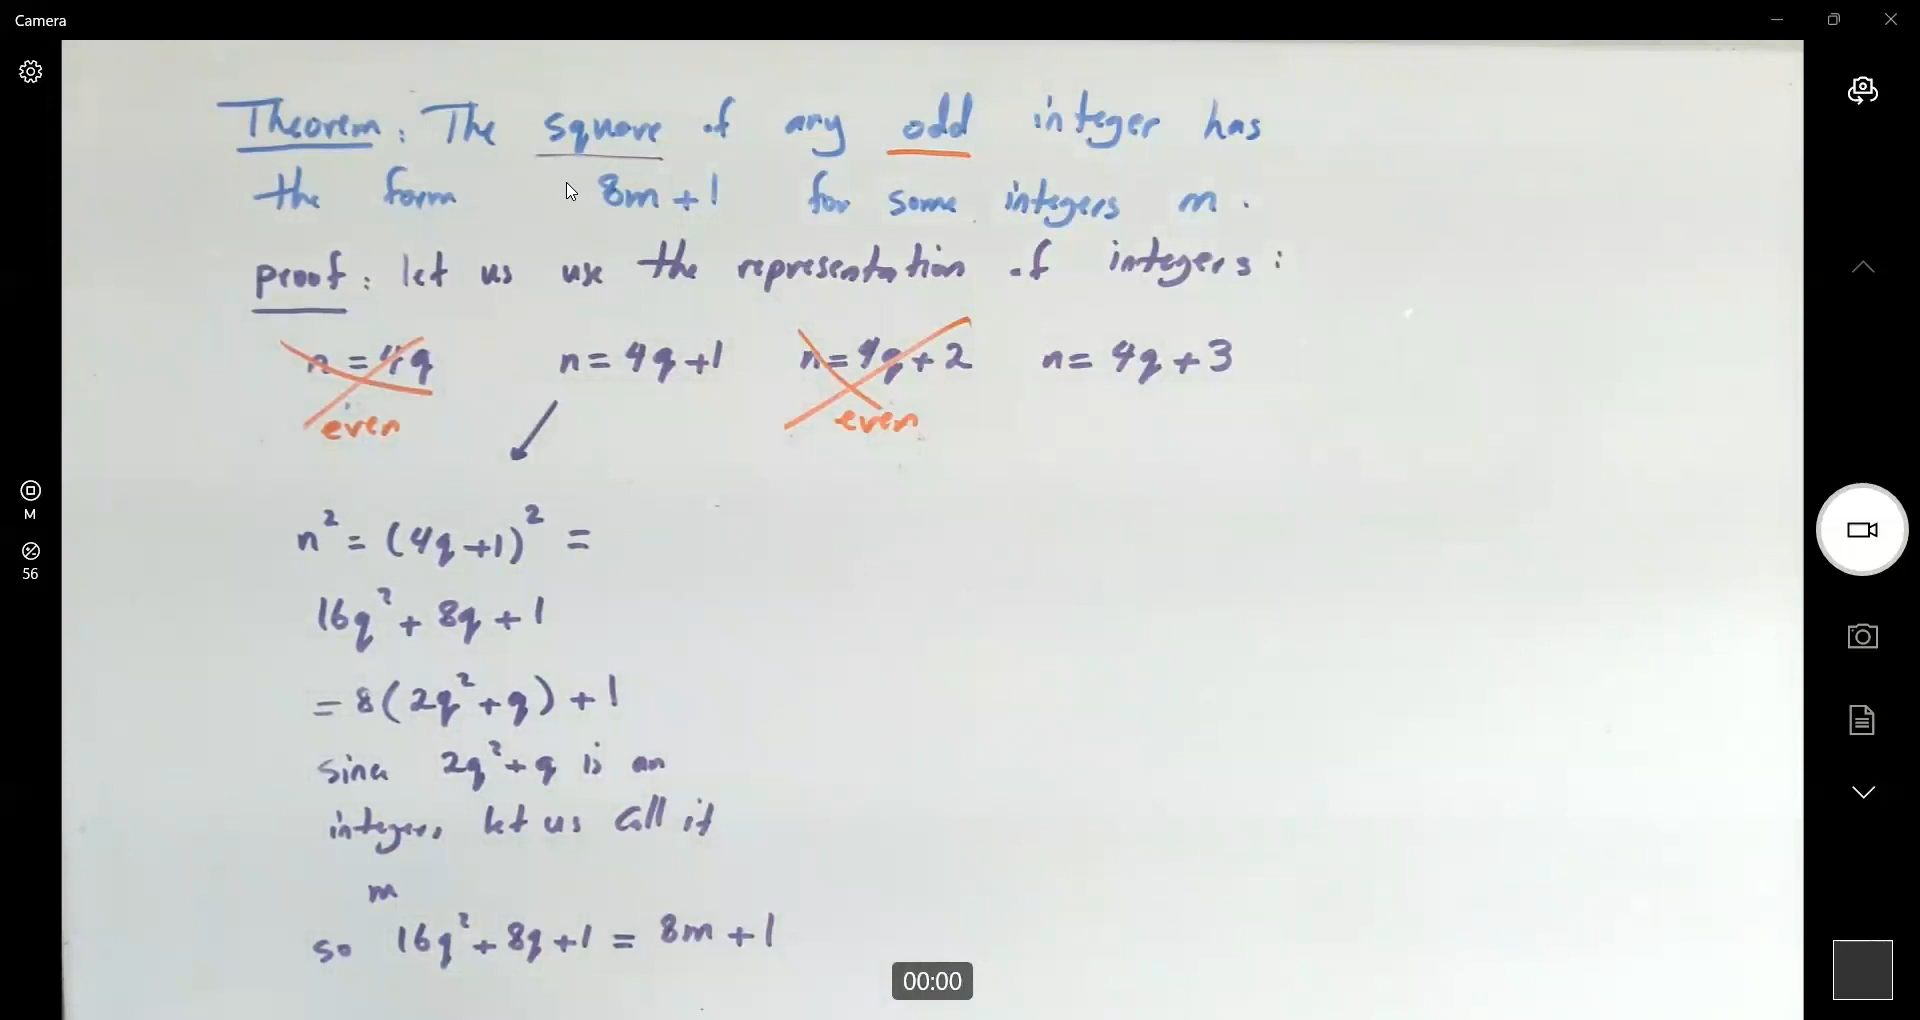 Camera
Theorem: The square of any odd integer has
the form 8m+1 for some integers m.
proof: let us use the representation of integers:
n=4q n=4q+1 n=4q+2 n=4q+3
even even
n² = (4q+1)² =
16q² + 8q + 1
= 8(2q²+q) + 1
M
56
since 2q²+q is an
integer, let us call it
m
so 16q²+8q+1 = 8m+1
00:00